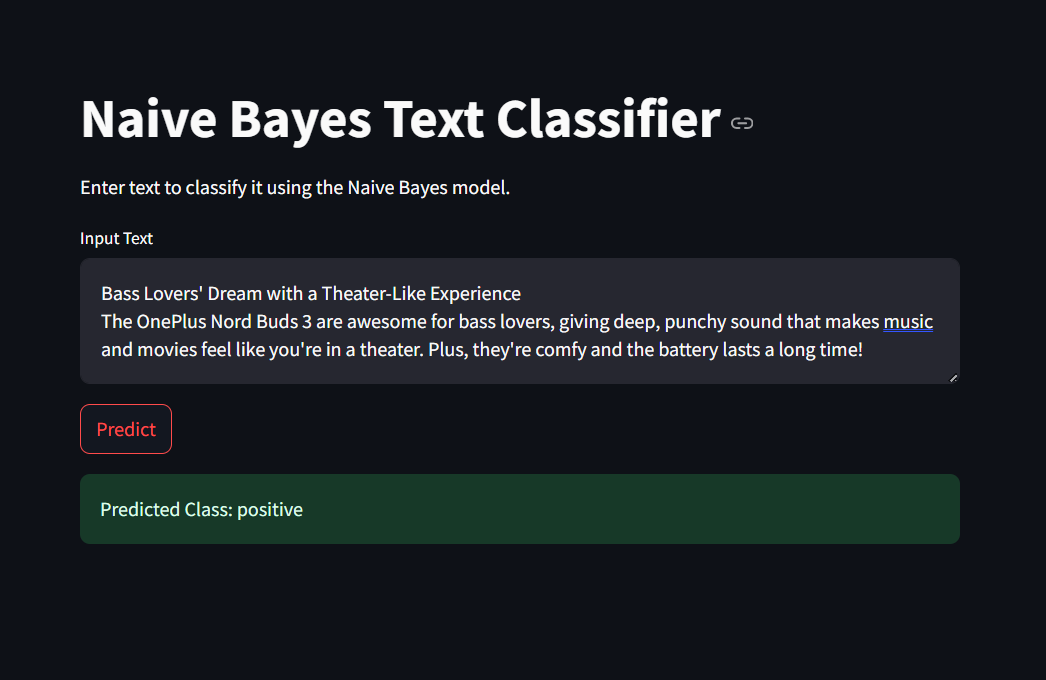 Naive Bayes Text Classifier
Enter text to classify it using the Naive Bayes model.
Input Text
Bass Lovers' Dream with a Theater-Like Experience
The OnePlus Nord Buds 3 are awesome for bass lovers, giving deep, punchy sound that makes music
and movies feel like you're in a theater. Plus, they're comfy and the battery lasts a long time!
Predict
Predicted Class: positive